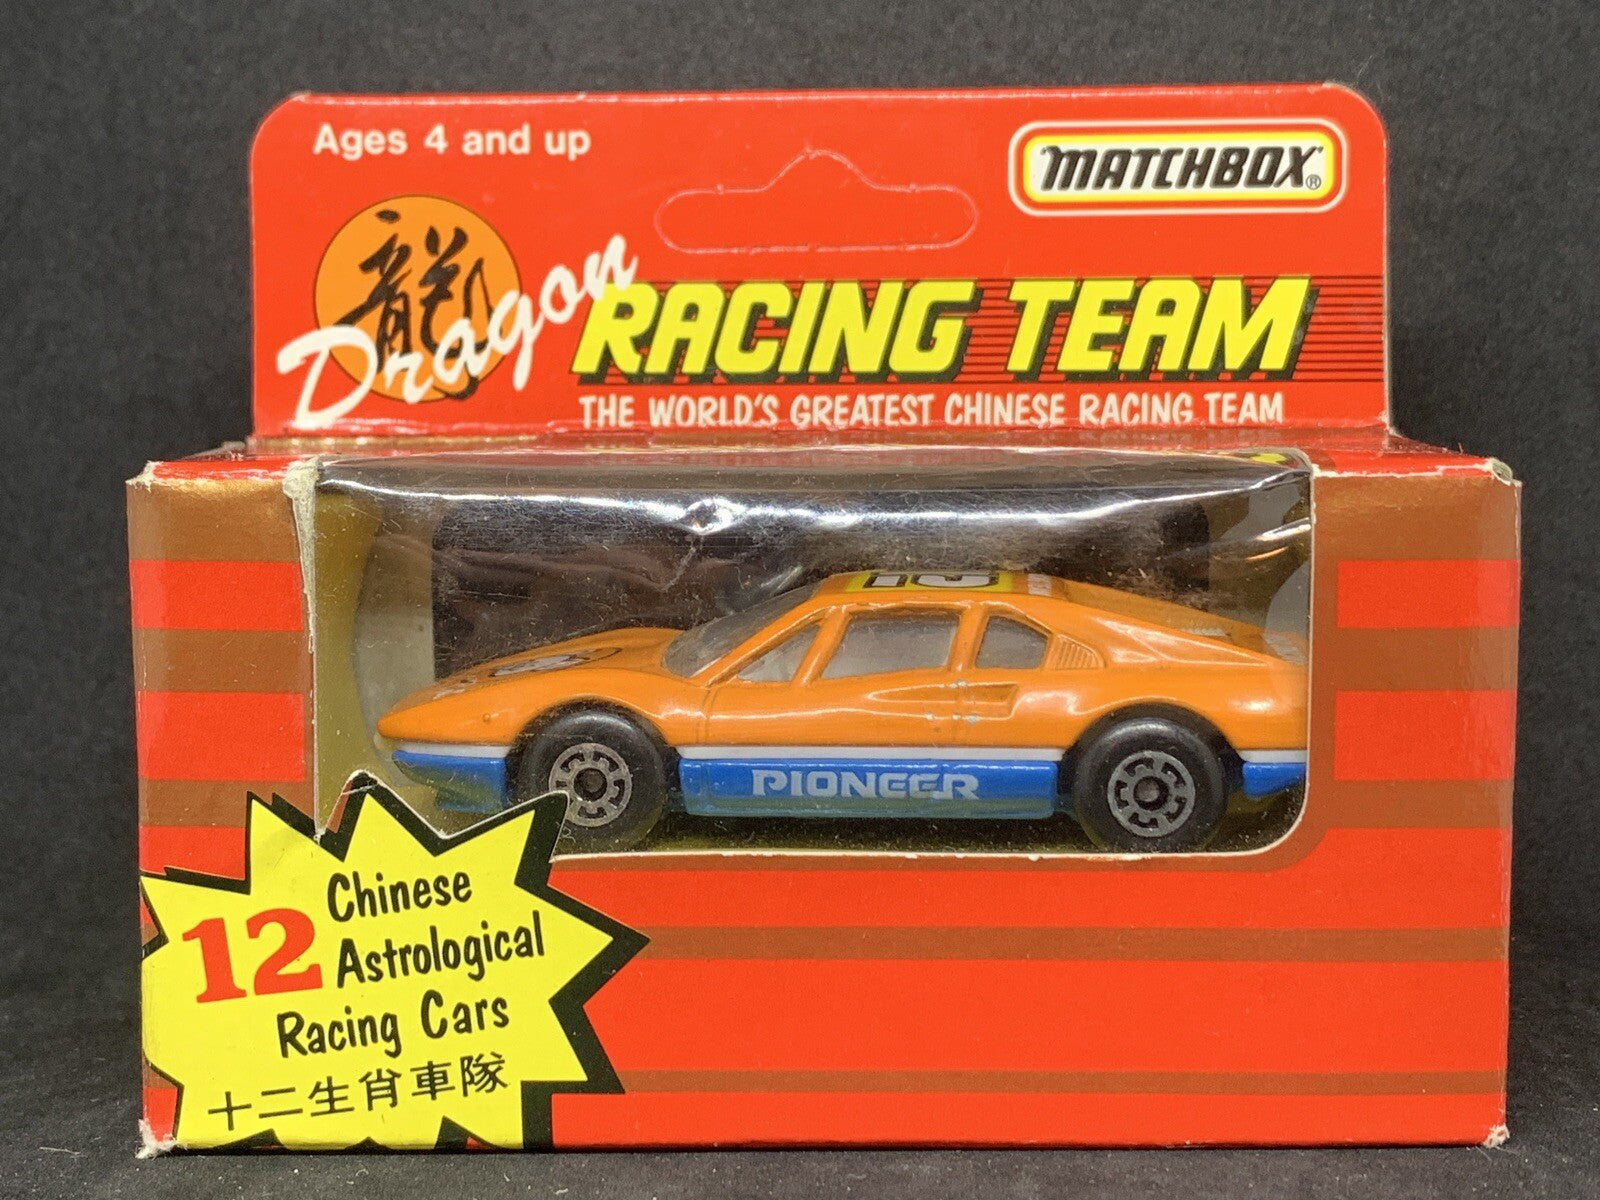 Ages 4 and up
MATCHBOX®
龍
Dragon
RACING TEAM
THE WORLD'S GREATEST CHINESE RACING TEAM
PIONEER
12 Chinese
Astrological
Racing Cars
十二生肖車隊